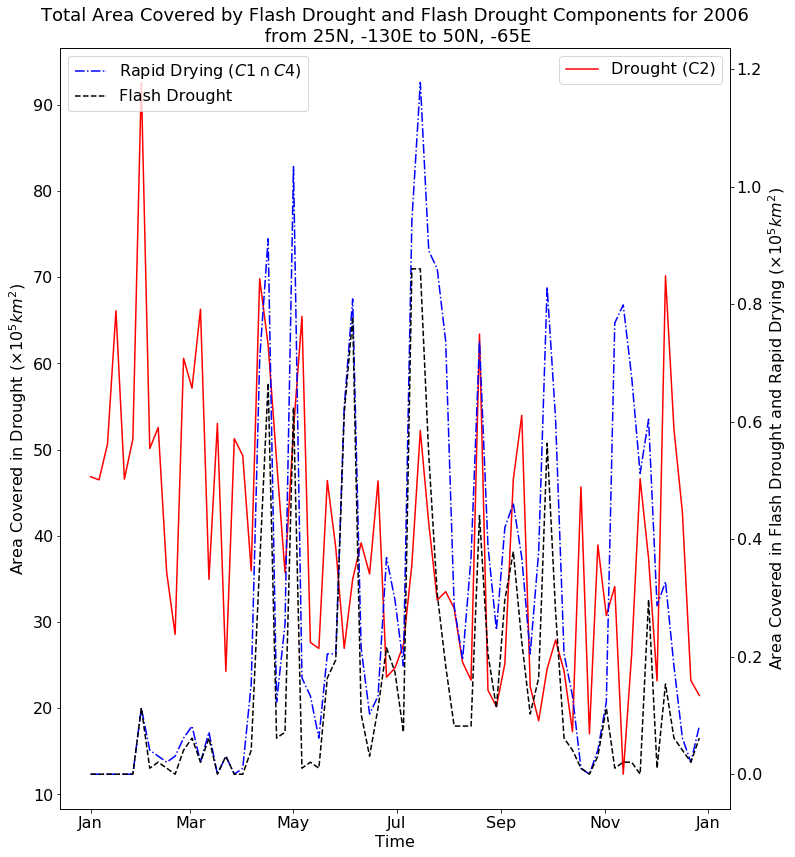 Total Area Covered by Flash Drought and Flash Drought Components for 2006
from 25N, -130E to 50N, -65E
Rapid Drying (C1 ∩ C4)
Flash Drought
Drought (C2)
Area Covered in Drought (×10⁵km²)
90
80
70
60
50
40
30
20
10
1.2
1.0
0.8
0.6
0.4
0.2
0.0
Area Covered in Flash Drought and Rapid Drying (×10⁵km²)
Jan Mar May Jul Sep Nov Jan
Time